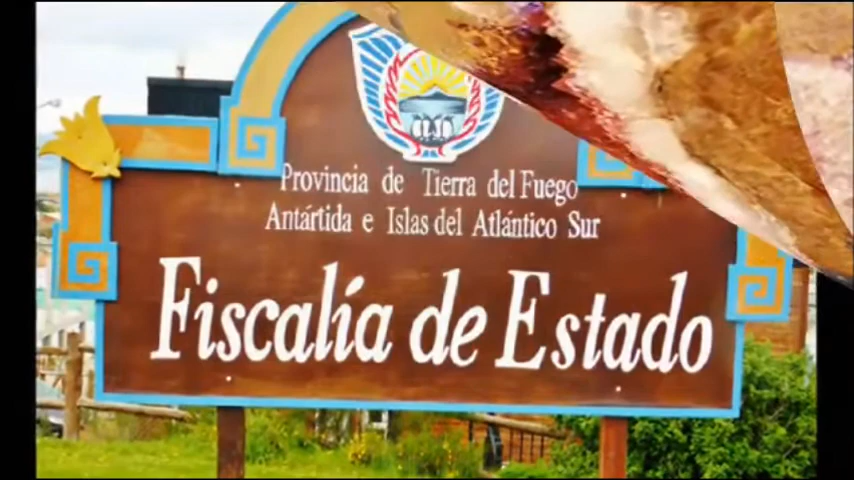 Provincia de Tierra del Fuego
Antártida e Islas del Atlántico Sur
Fiscalía de Estado